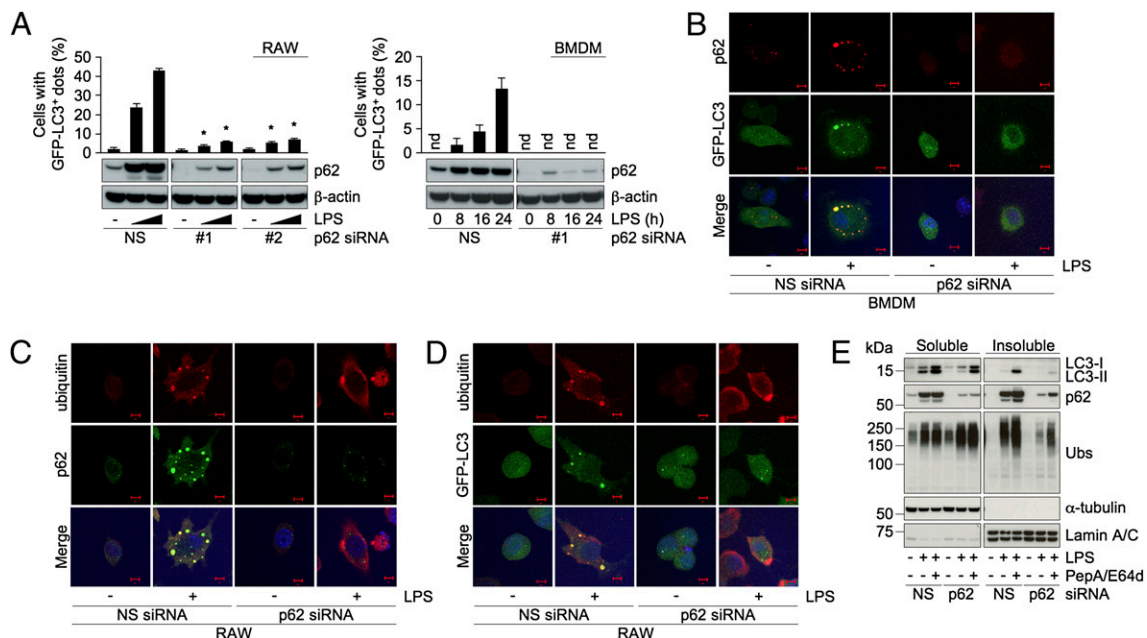 A
RAW
Cells with
GFP-LC3+ dots (%)
50
40
30
20
10
0
* * * *
p62
β-actin
- LPS
NS #1 #2 p62 siRNA
BMDM
Cells with
GFP-LC3+ dots (%)
20
15
10
5
0
nd nd nd nd nd
p62
β-actin
0 8 16 24 LPS (h) 0 8 16 24
NS #1 p62 siRNA
B
p62
GFP-LC3
Merge
- + - + LPS
NS siRNA p62 siRNA
BMDM
C
ubiquitin
p62
Merge
- + - + LPS
NS siRNA p62 siRNA
RAW
D
ubiquitin
GFP-LC3
Merge
- + - + LPS
NS siRNA p62 siRNA
RAW
E
kDa Soluble Insoluble
15 LC3-I
LC3-II
50 p62
250
150
100
Ubs
α-tubulin
50
75 Lamin A/C
- + + - + + - + + - + + LPS
- - + - - + - - + - - + PepA/E64d
NS p62 NS p62 siRNA